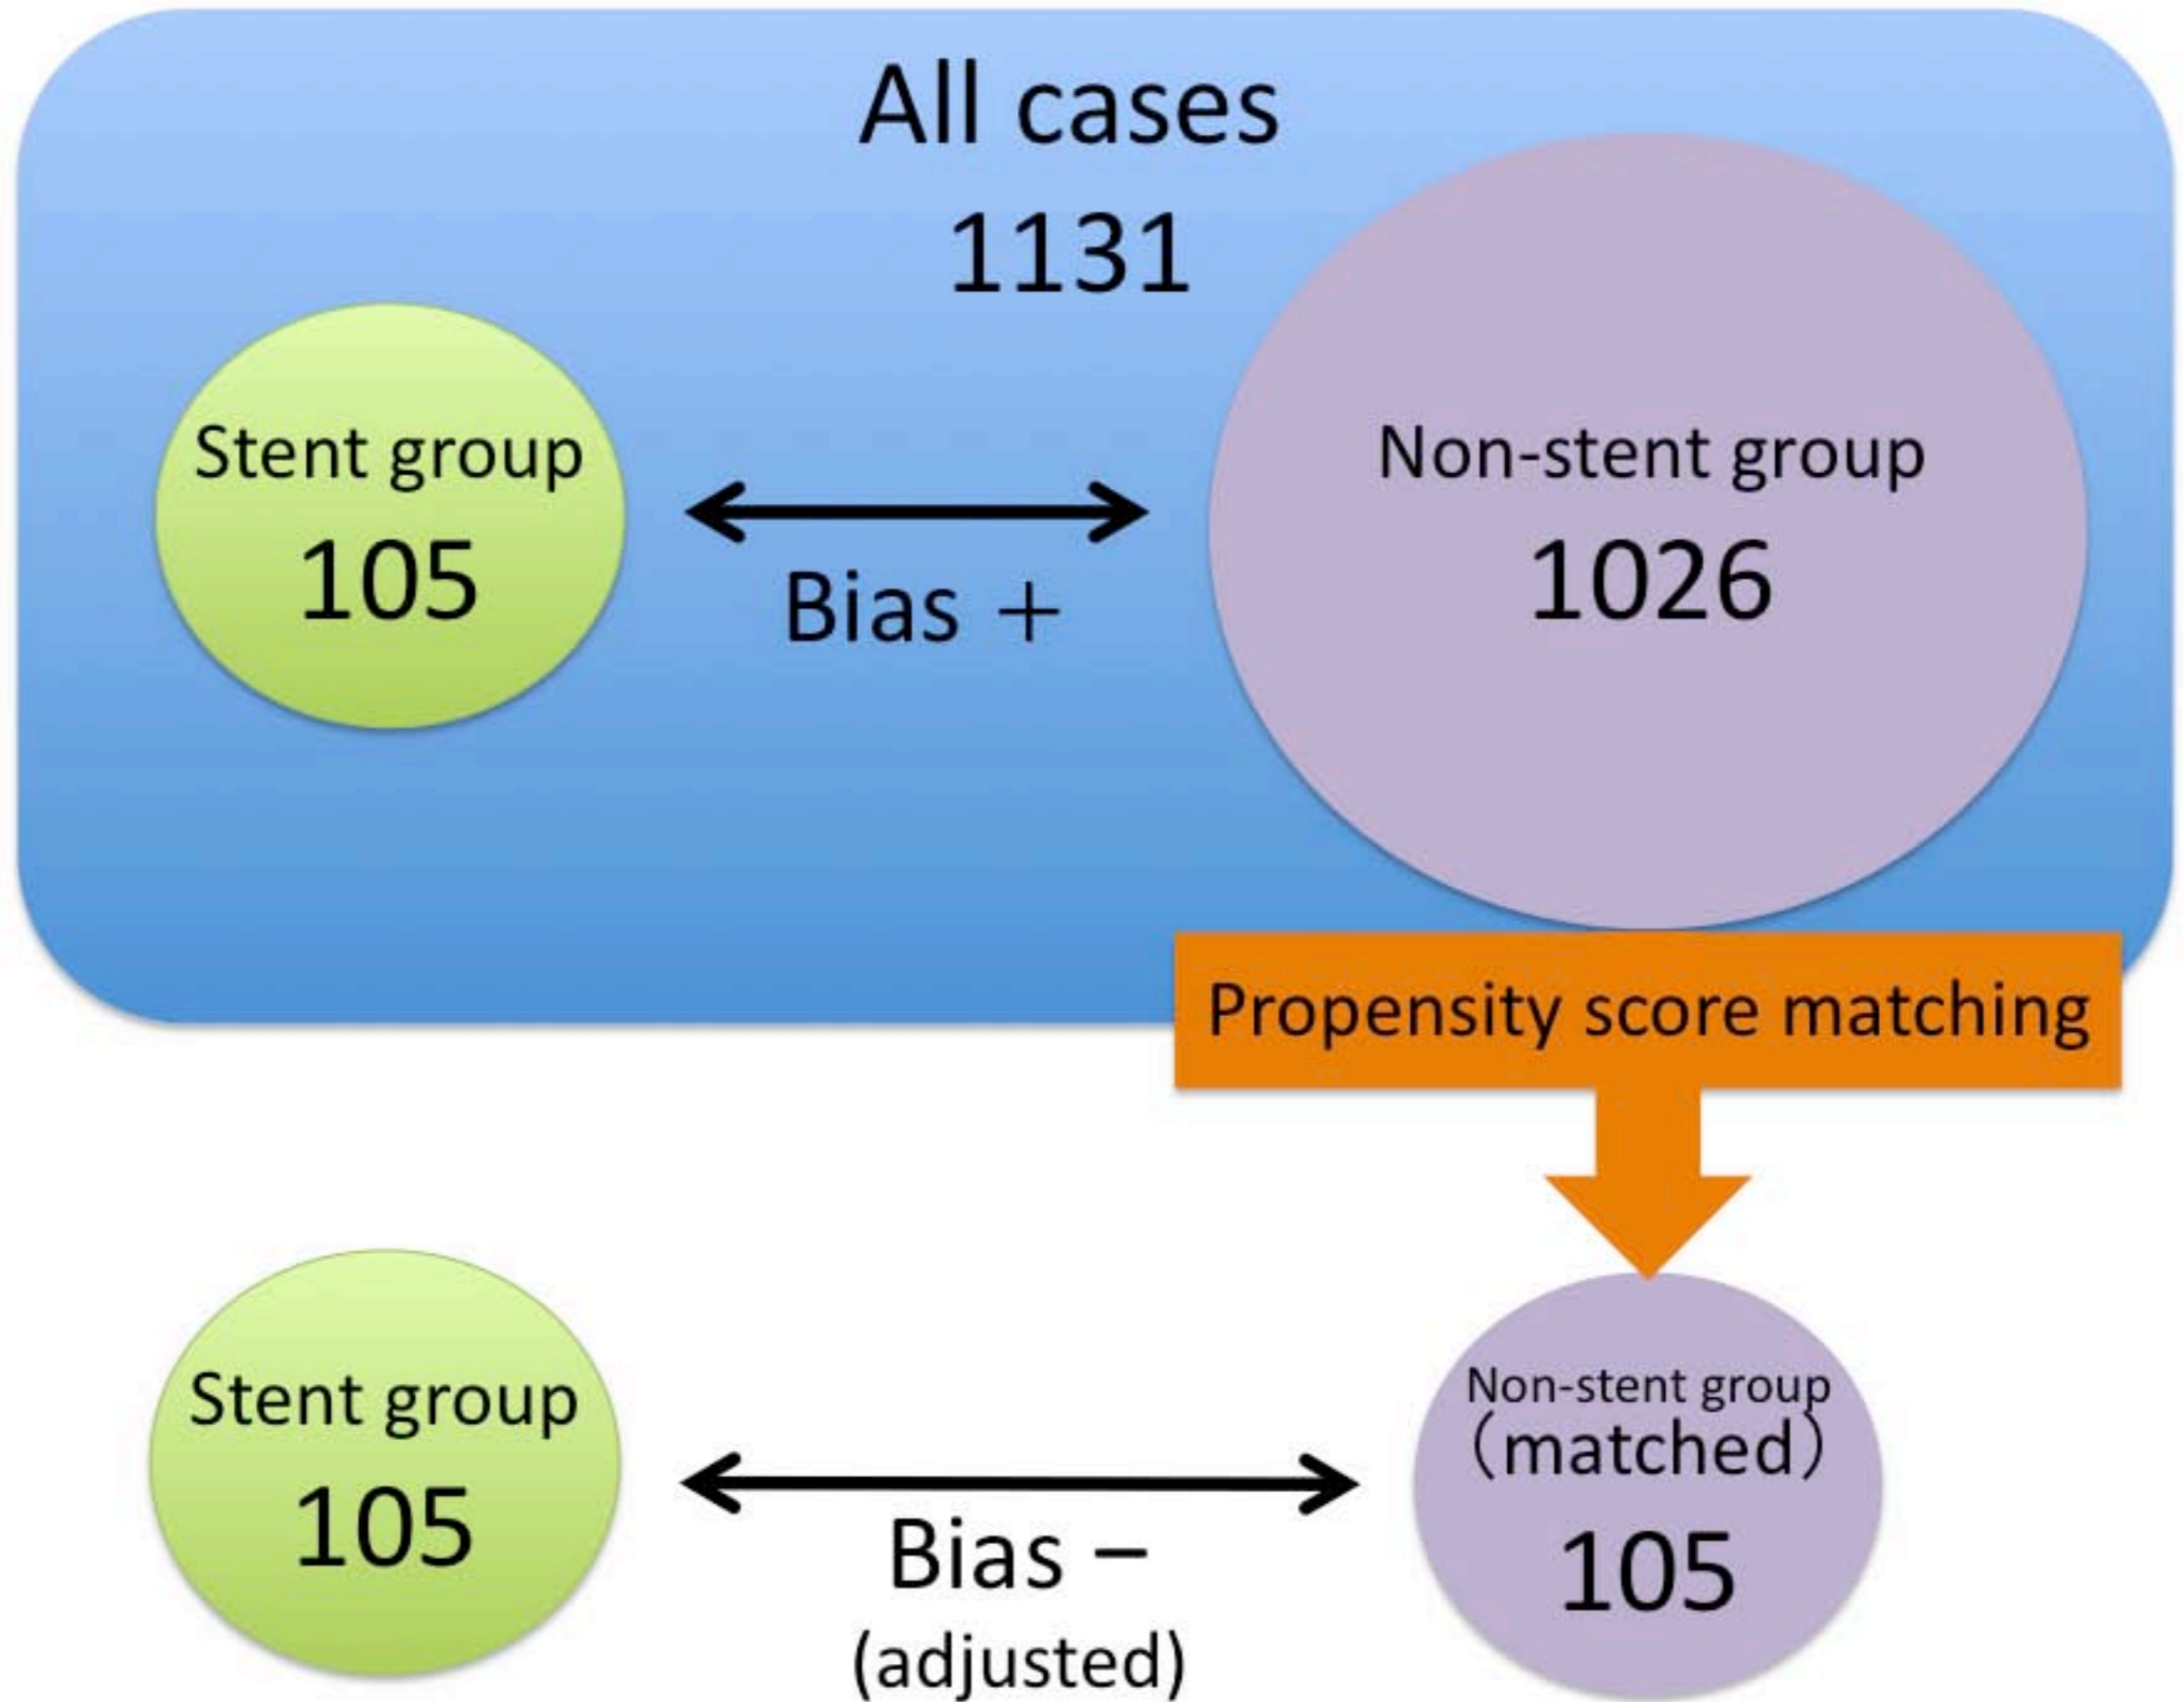 All cases
1131
Stent group
105
Bias +
Non-stent group
1026
Propensity score matching
Stent group
105
Bias −
(adjusted)
Non-stent group
（matched）
105